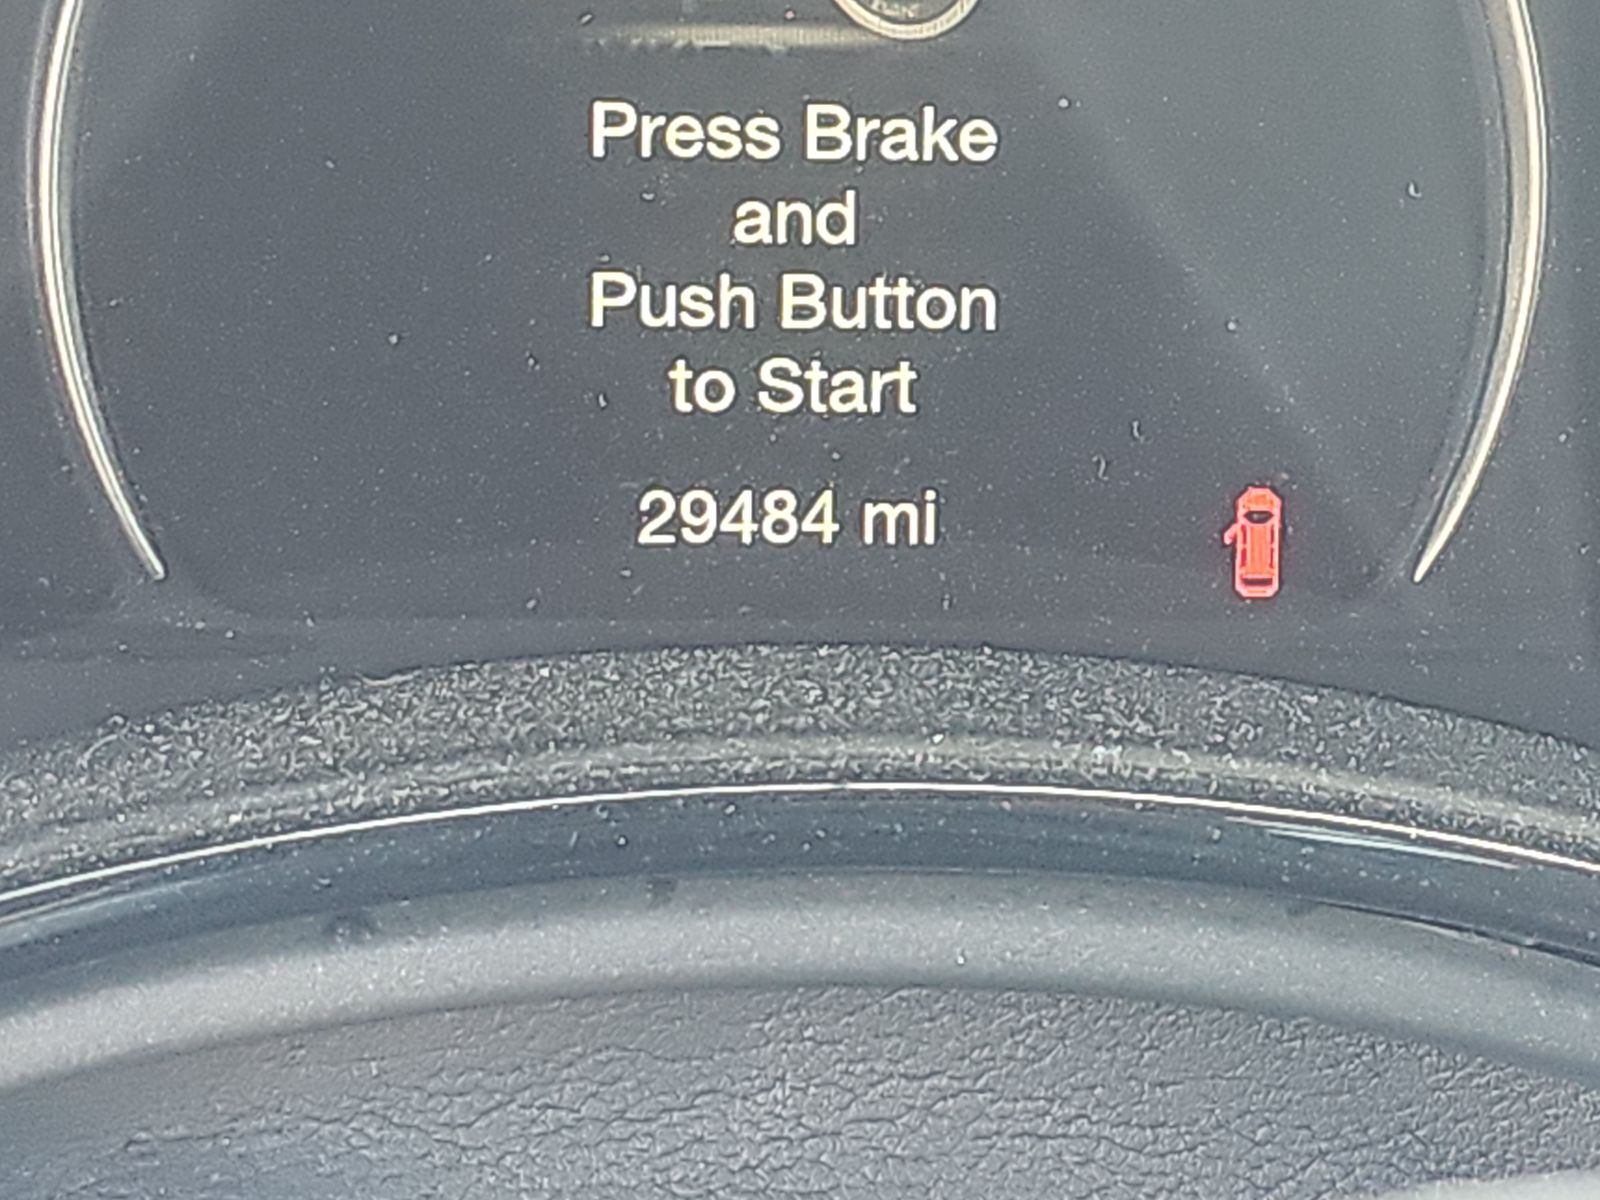 Press Brake
and
Push Button
to Start
29484 mi